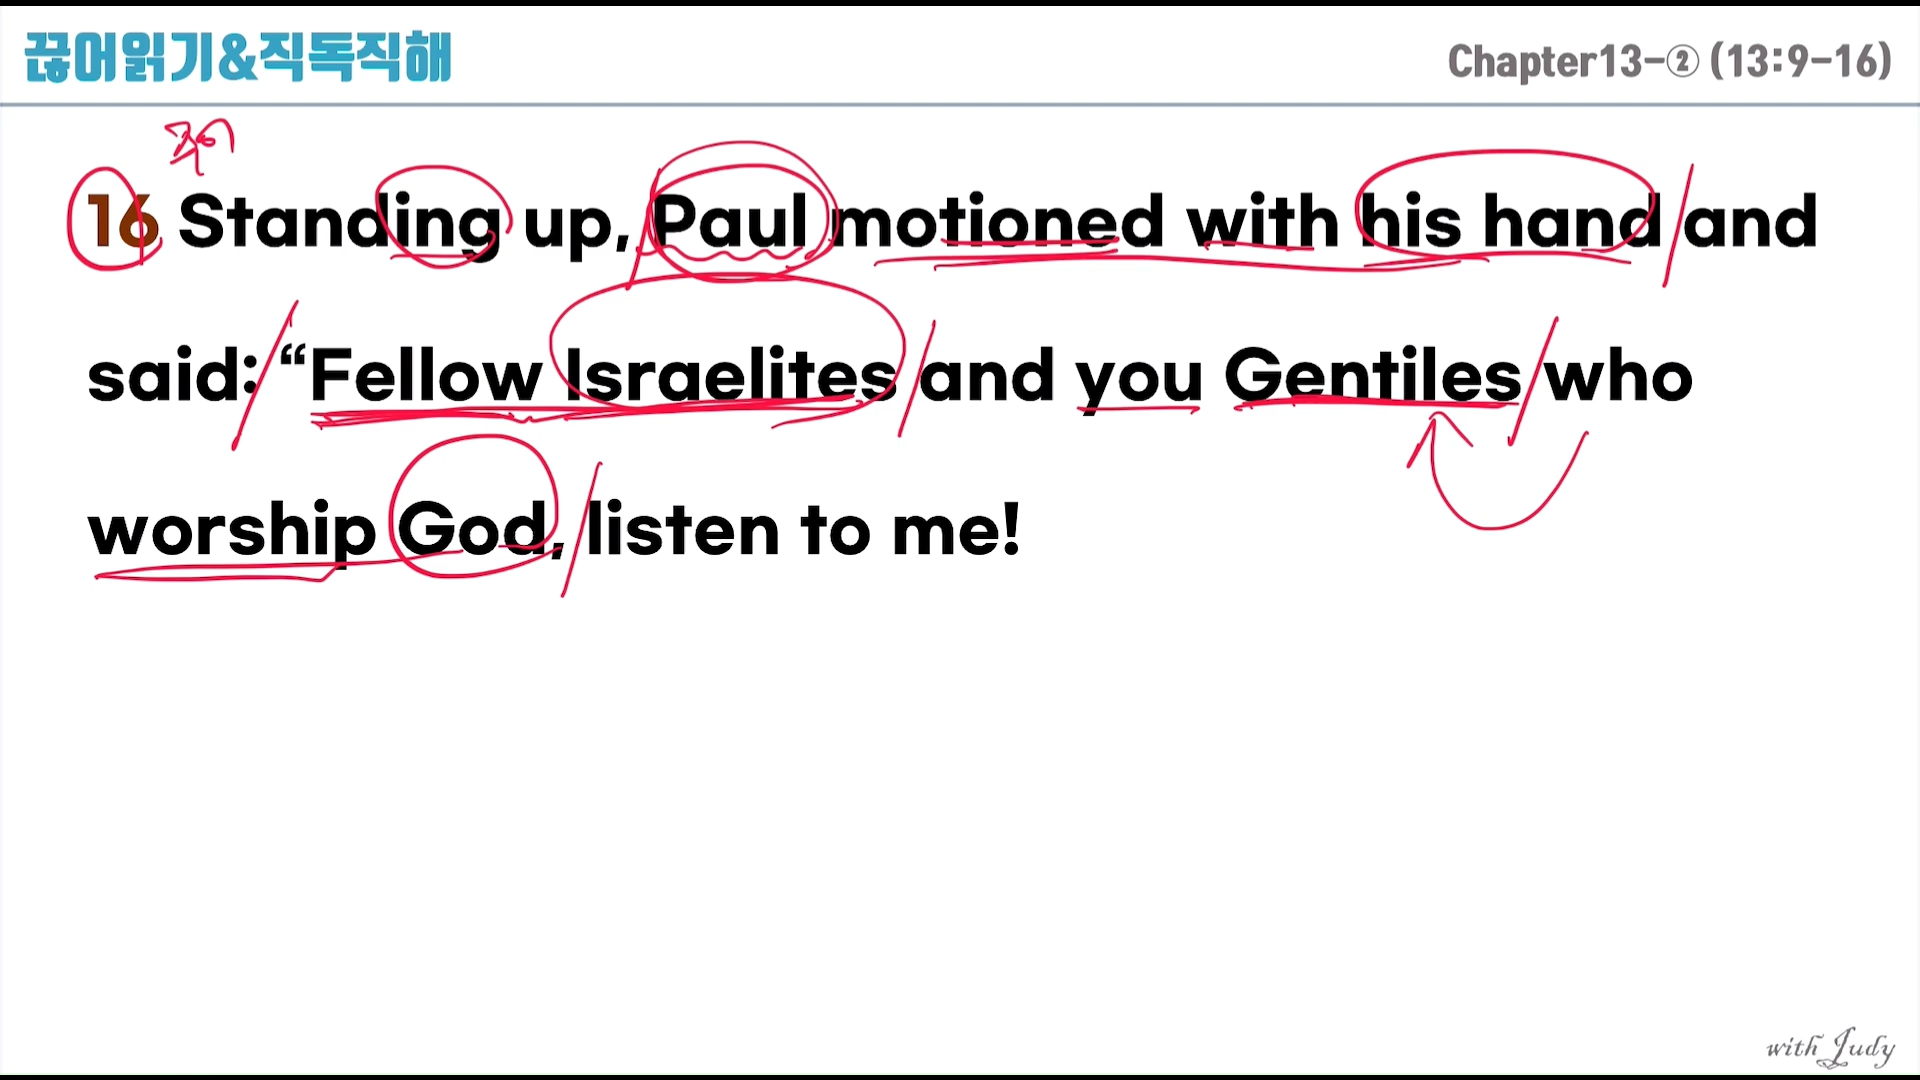 끊어읽기&직독직해
Chapter13-② (13:9-16)
16 Standing up, Paul motioned with his hand and
said: “Fellow Israelites and you Gentiles who
worship God, listen to me!
with Judy